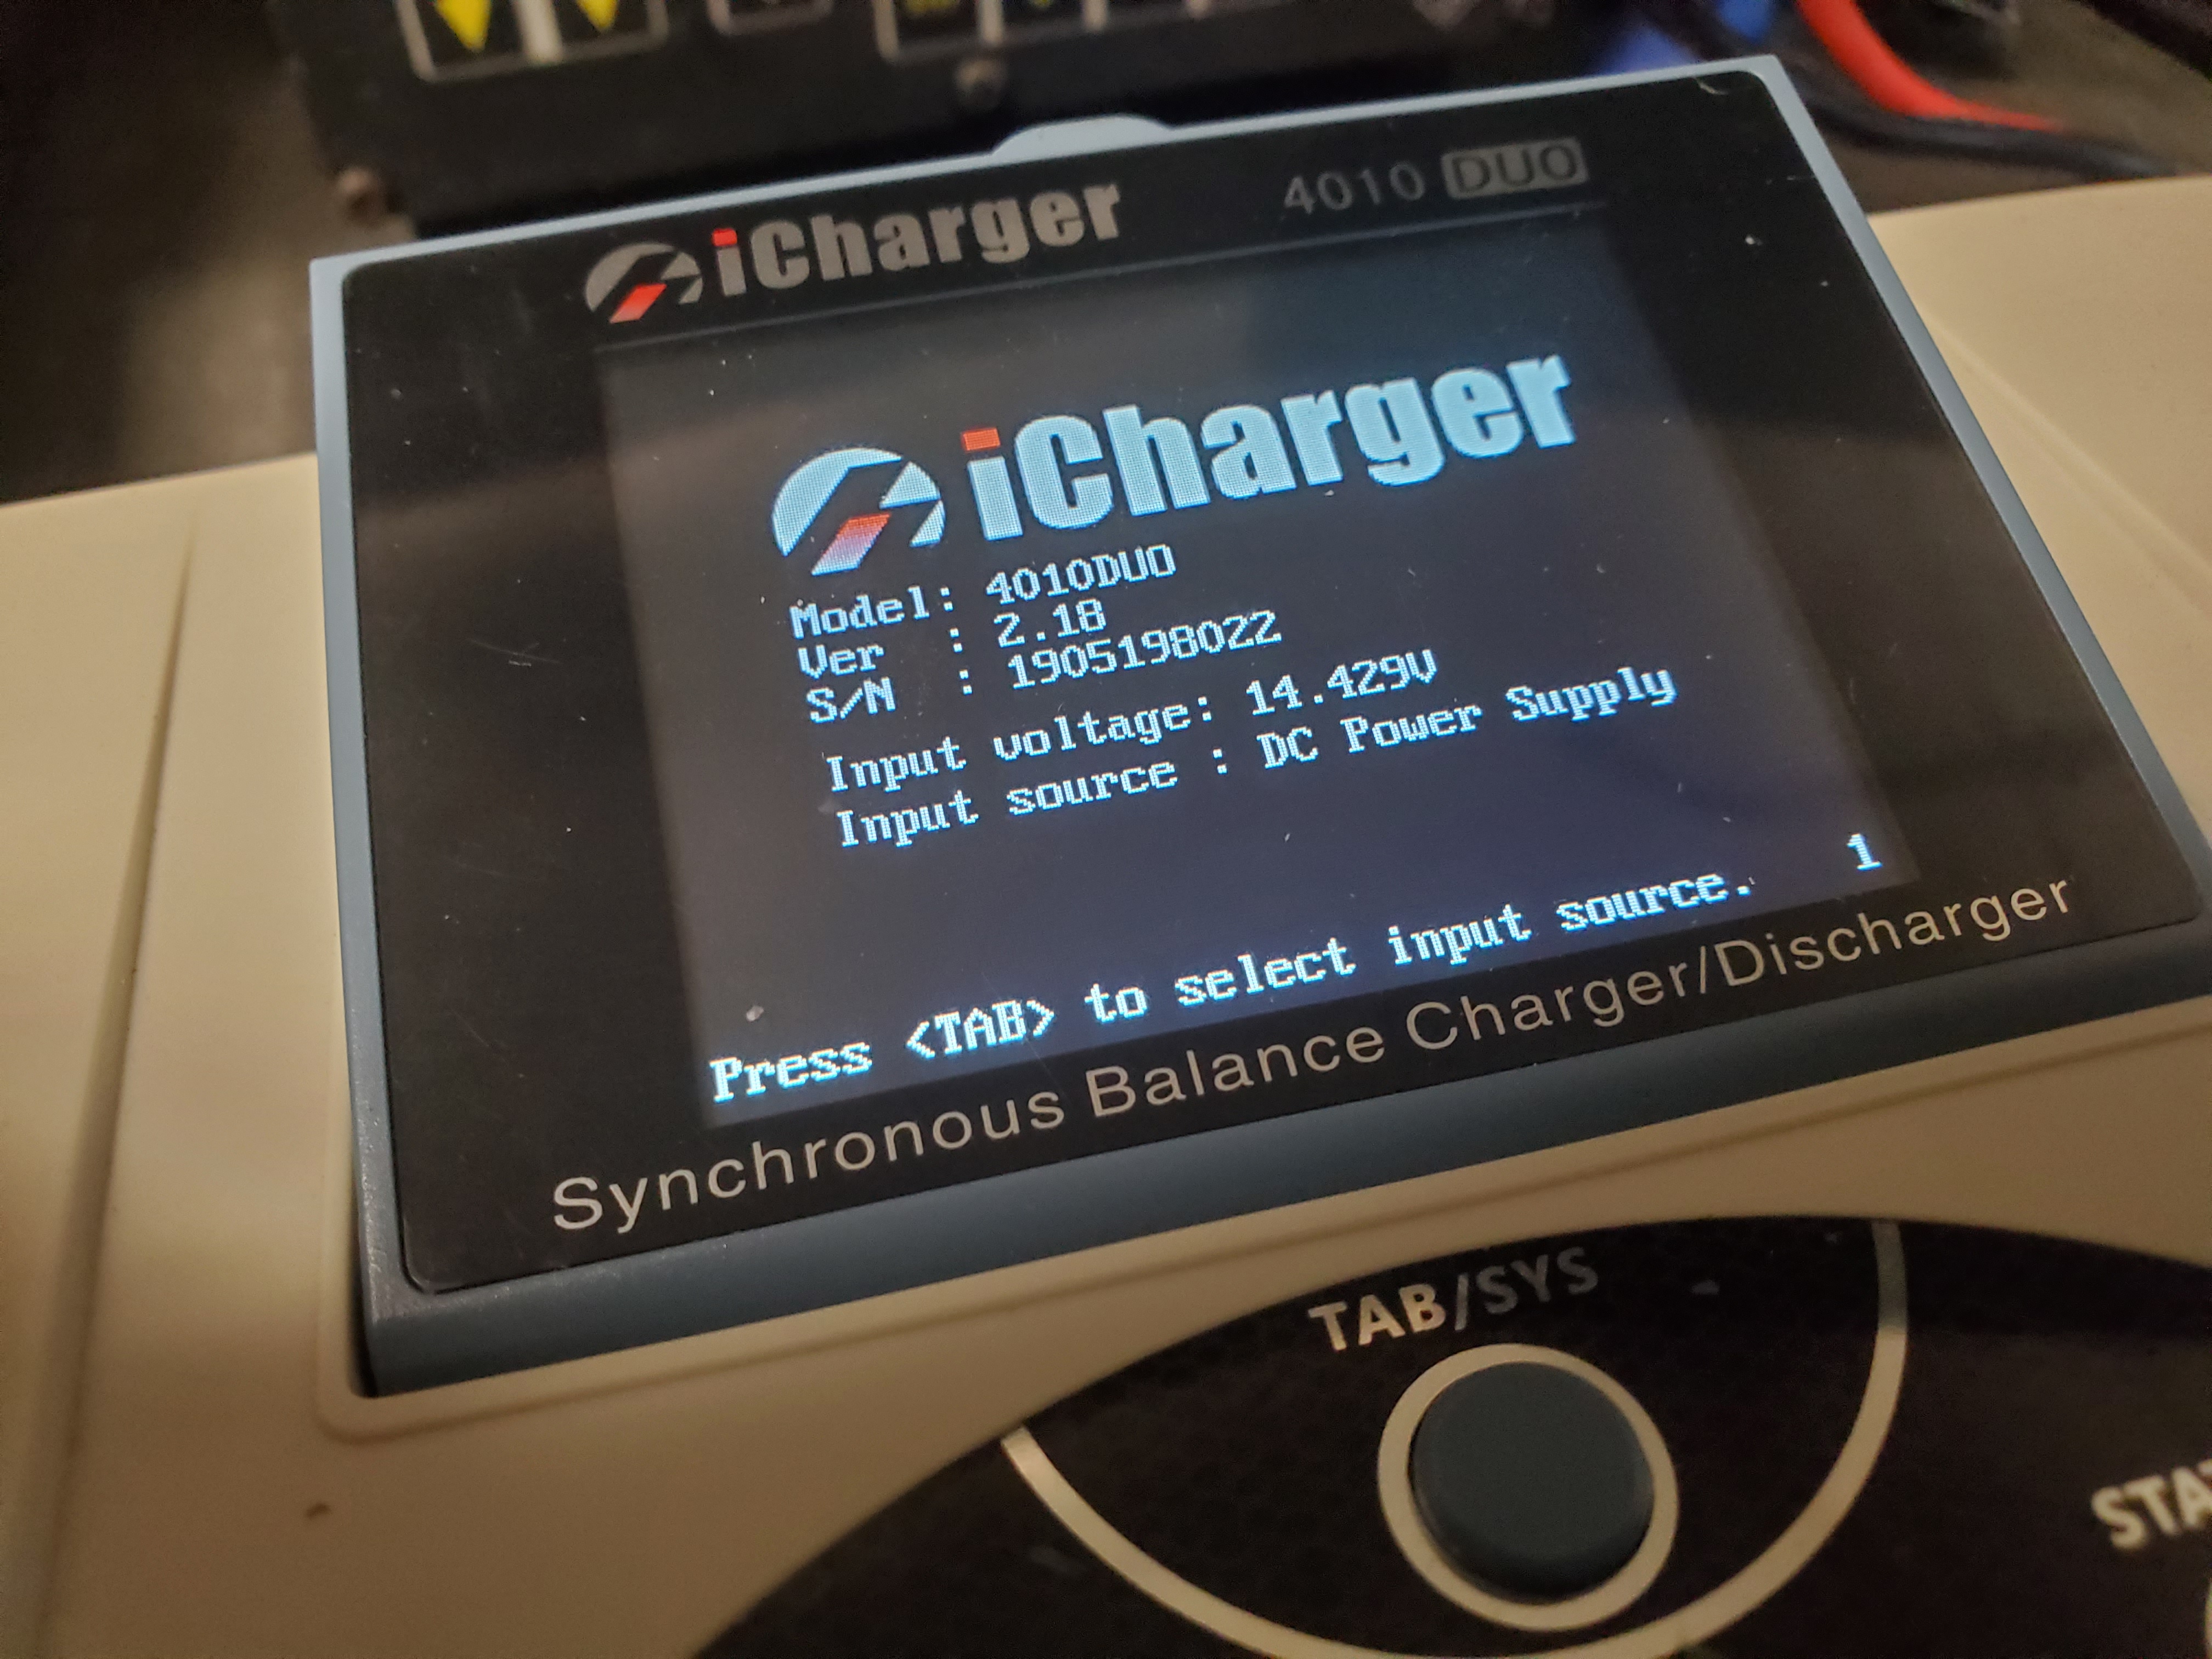 iCharger 4010 DUO
iCharger
Model: 4010DUO
Ver : 2.18
S/N : 1905198022
Input voltage: 14.429V
Input source : DC Power Supply
Press <TAB> to select input source. 1
Synchronous Balance Charger/Discharger
TAB/SYS
STA